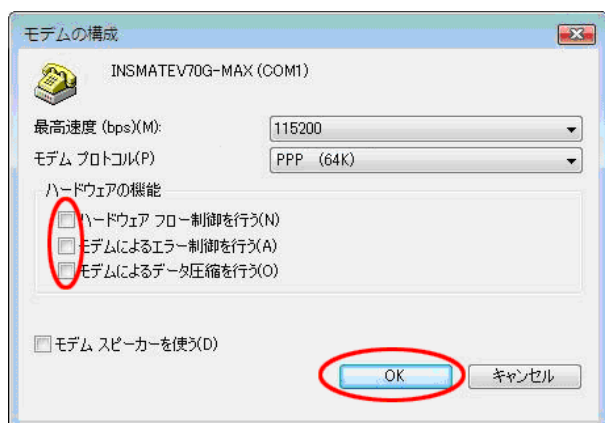 モデムの構成
INSMATEV70G-MAX (COM1)
最高速度 (bps)(M):
115200
モデム プロトコル(P)
PPP (64K)
ハードウェアの機能
ハードウェア フロー制御を行う(N)
モデムによるエラー制御を行う(A)
モデムによるデータ圧縮を行う(O)
モデム スピーカーを使う(D)
OK
キャンセル